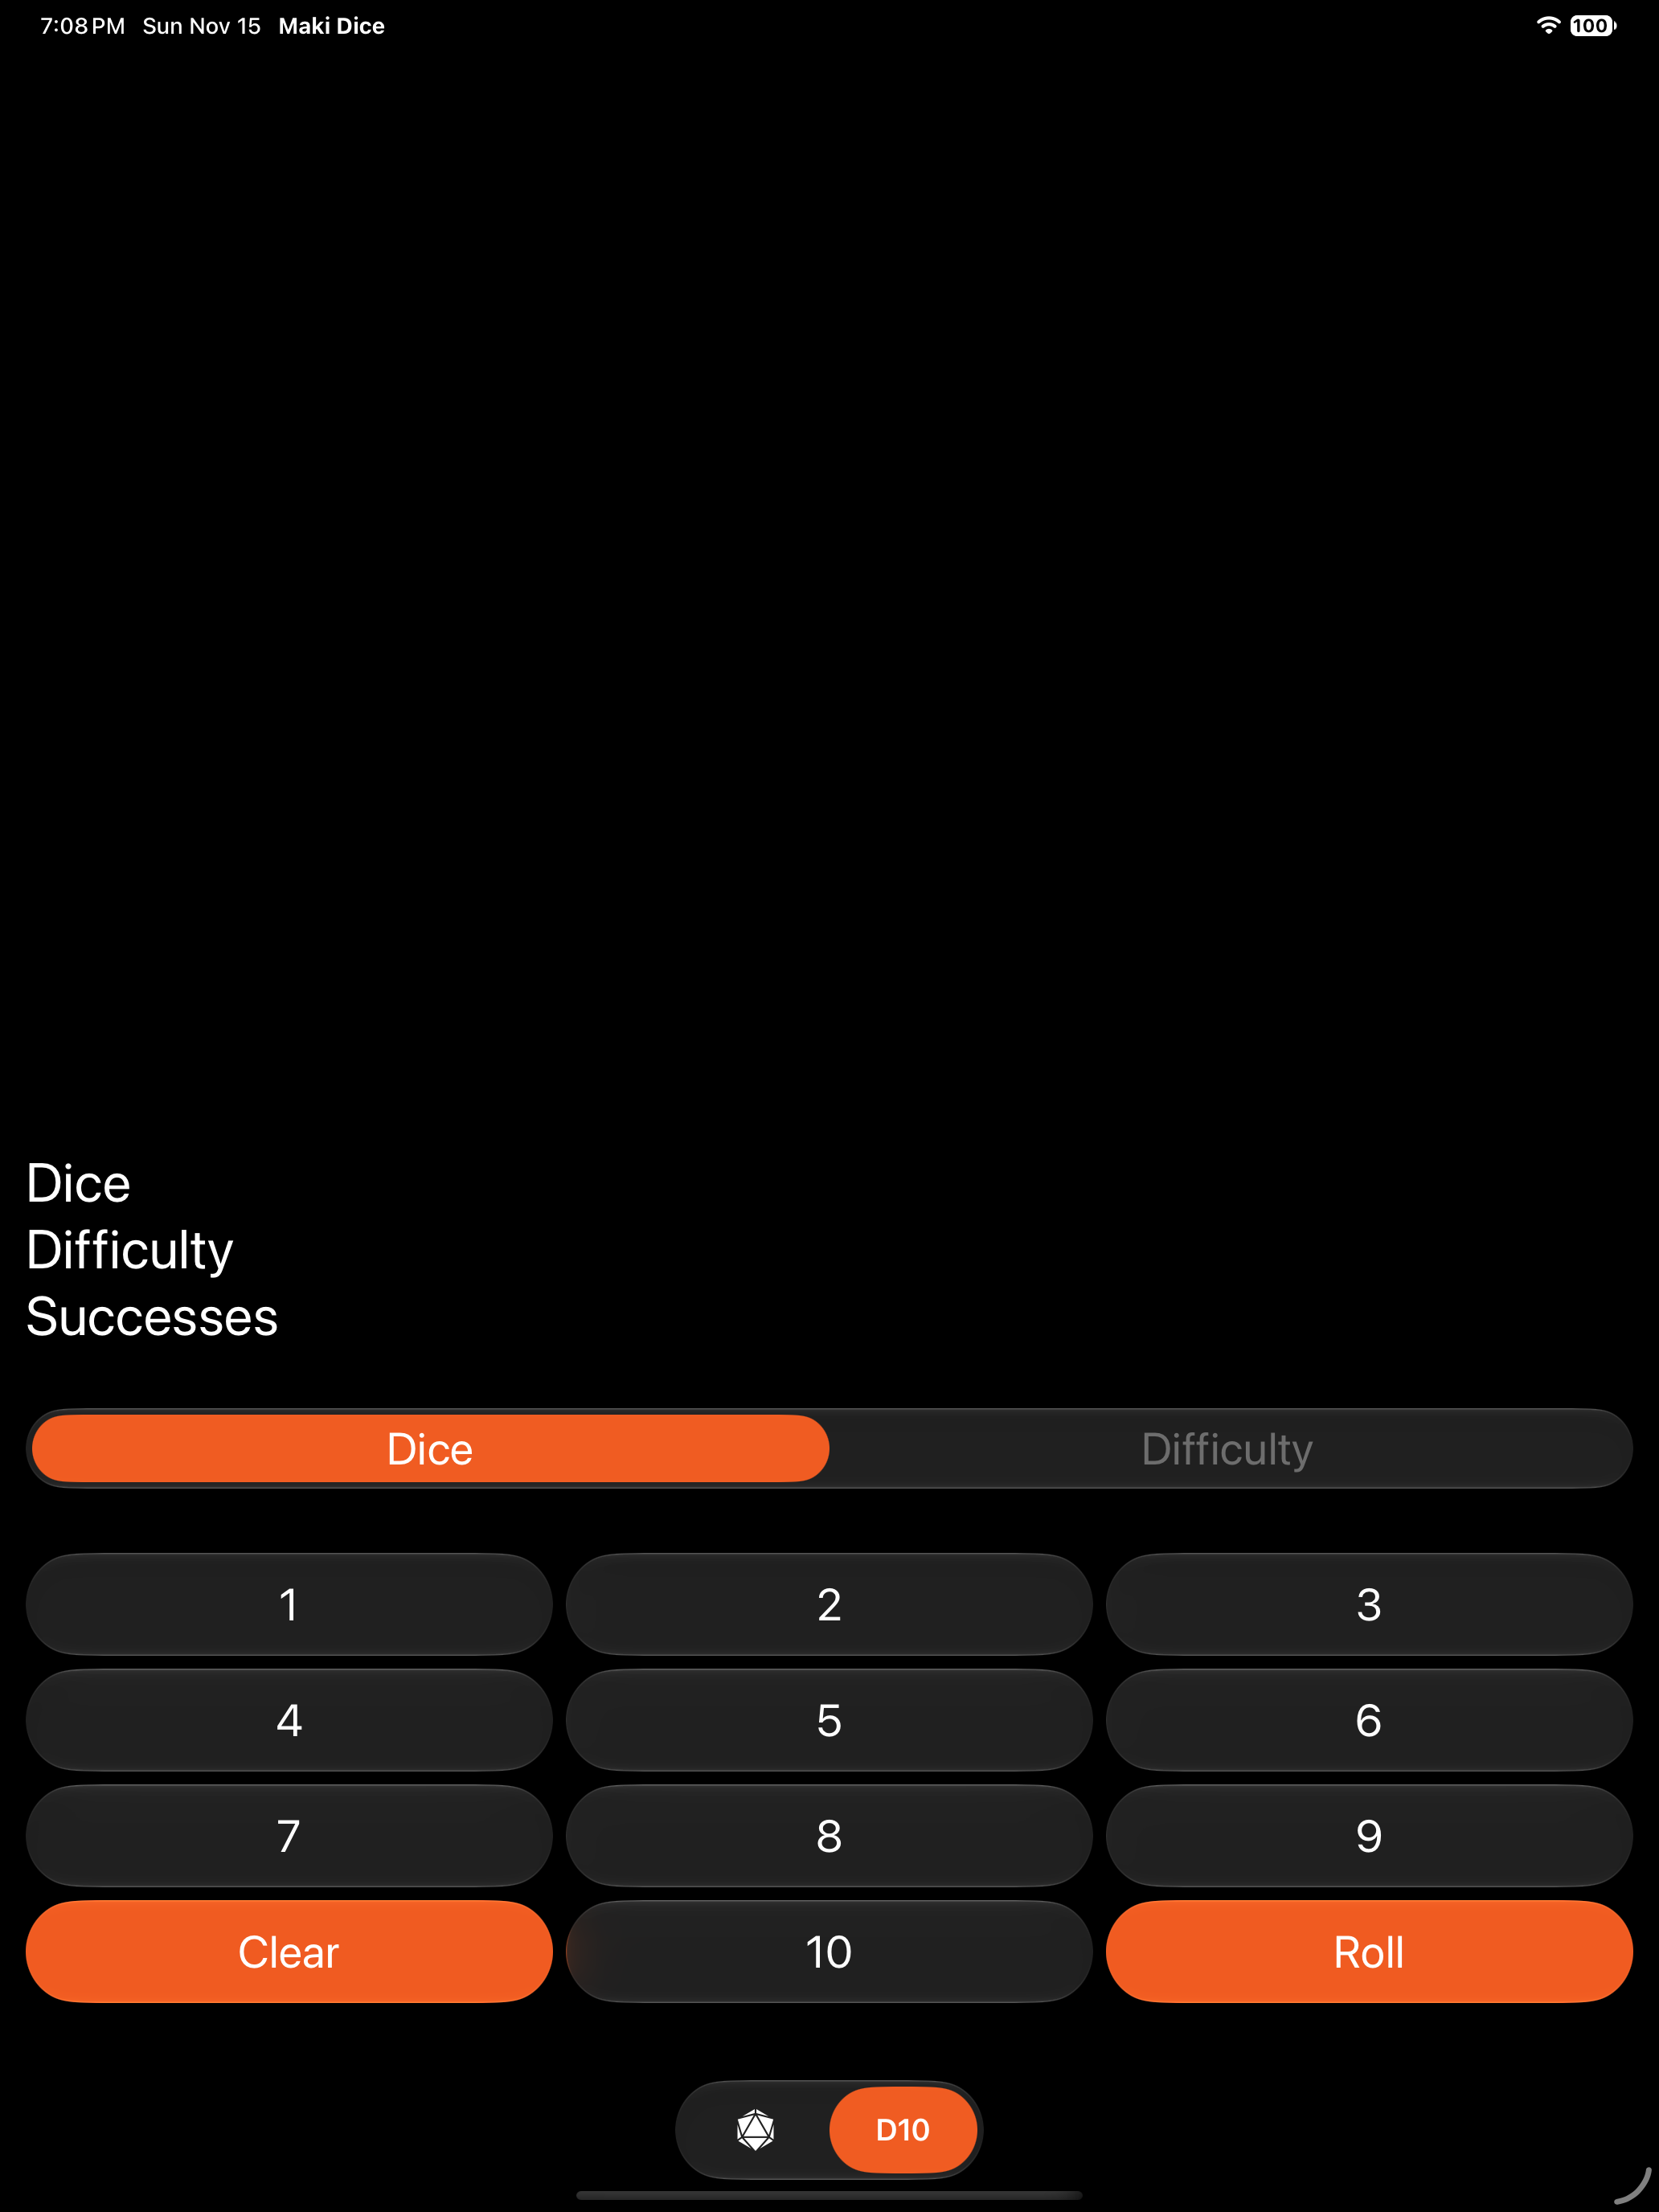 7:08 PM Sun Nov 15 Maki Dice 100
Dice
Difficulty
Successes
Dice Difficulty
1 2 3
4 5 6
7 8 9
Clear 10 Roll
D10